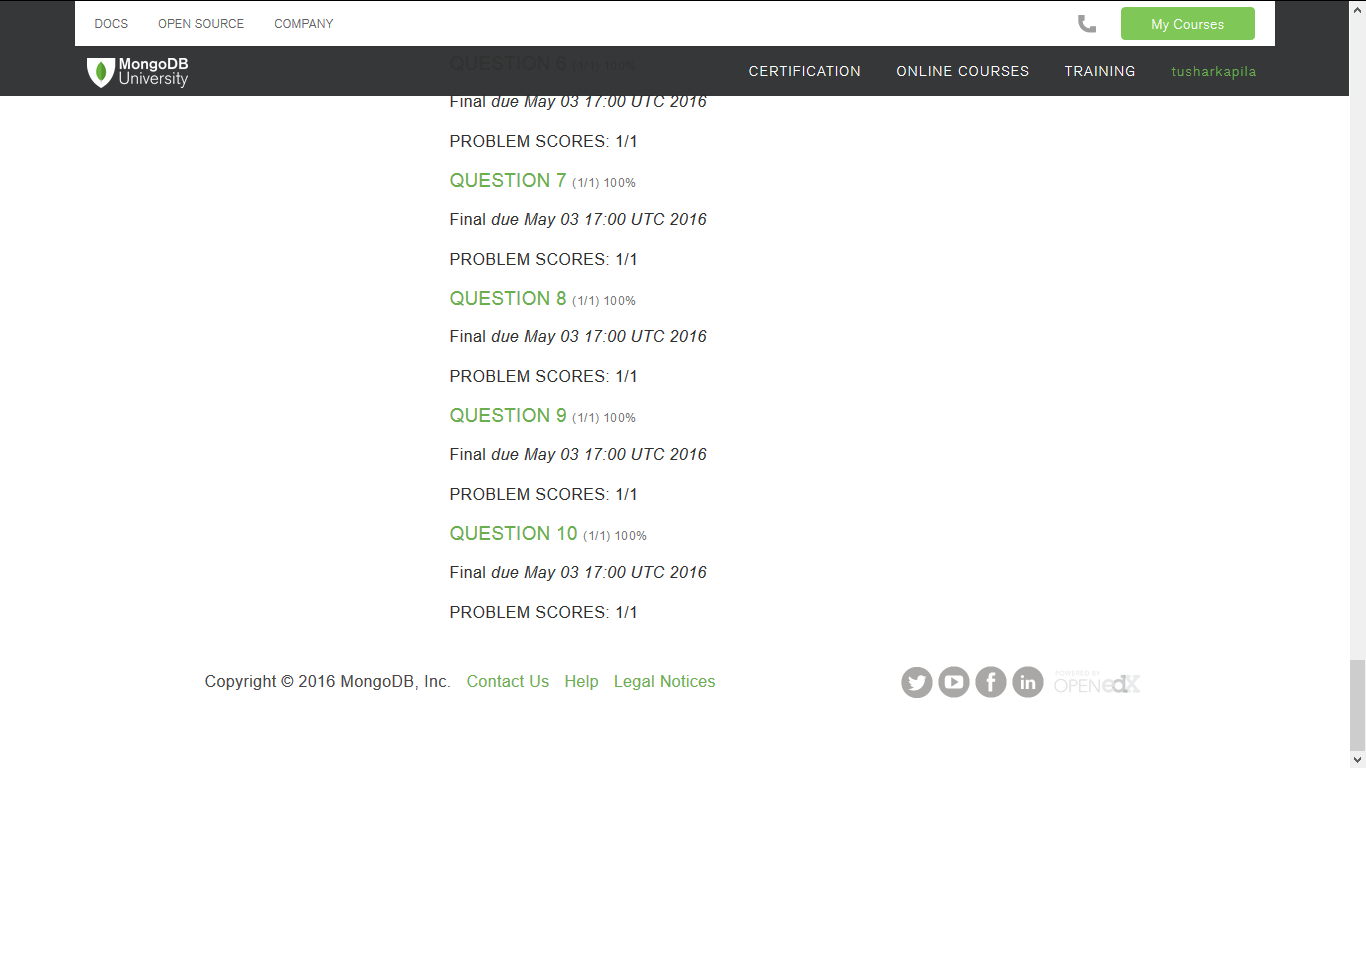 DOCS OPEN SOURCE COMPANY My Courses
MongoDB
University
QUESTION 6 (1/1) 100%
CERTIFICATION ONLINE COURSES TRAINING tusharkapila
Final due May 03 17:00 UTC 2016
PROBLEM SCORES: 1/1
QUESTION 7 (1/1) 100%
Final due May 03 17:00 UTC 2016
PROBLEM SCORES: 1/1
QUESTION 8 (1/1) 100%
Final due May 03 17:00 UTC 2016
PROBLEM SCORES: 1/1
QUESTION 9 (1/1) 100%
Final due May 03 17:00 UTC 2016
PROBLEM SCORES: 1/1
QUESTION 10 (1/1) 100%
Final due May 03 17:00 UTC 2016
PROBLEM SCORES: 1/1
Copyright © 2016 MongoDB, Inc. Contact Us Help Legal Notices
POWERED BY
OPEN edX